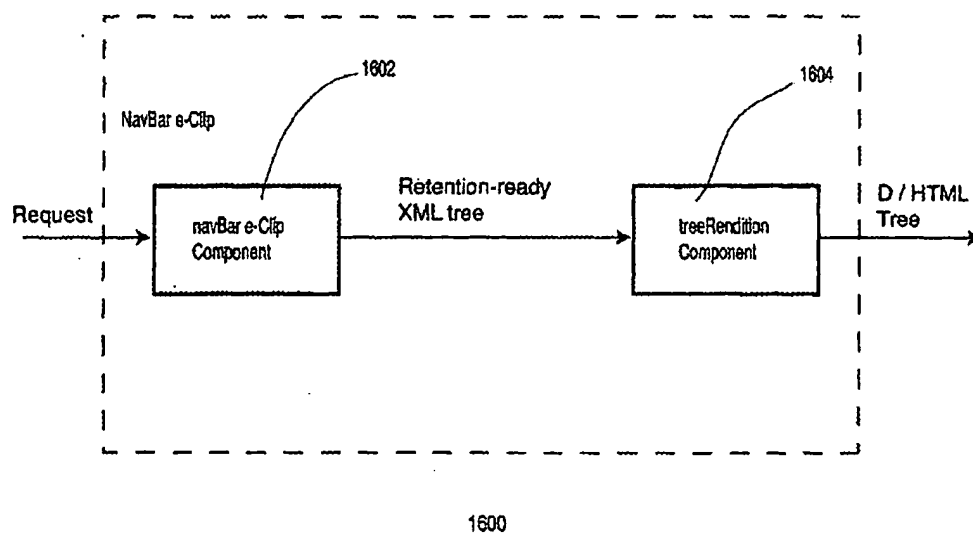 1602
1604
NavBar e-Clip
Request
navBar e-Clip
Component
Retention-ready
XML tree
treeRendition
Component
D / HTML
Tree
1600